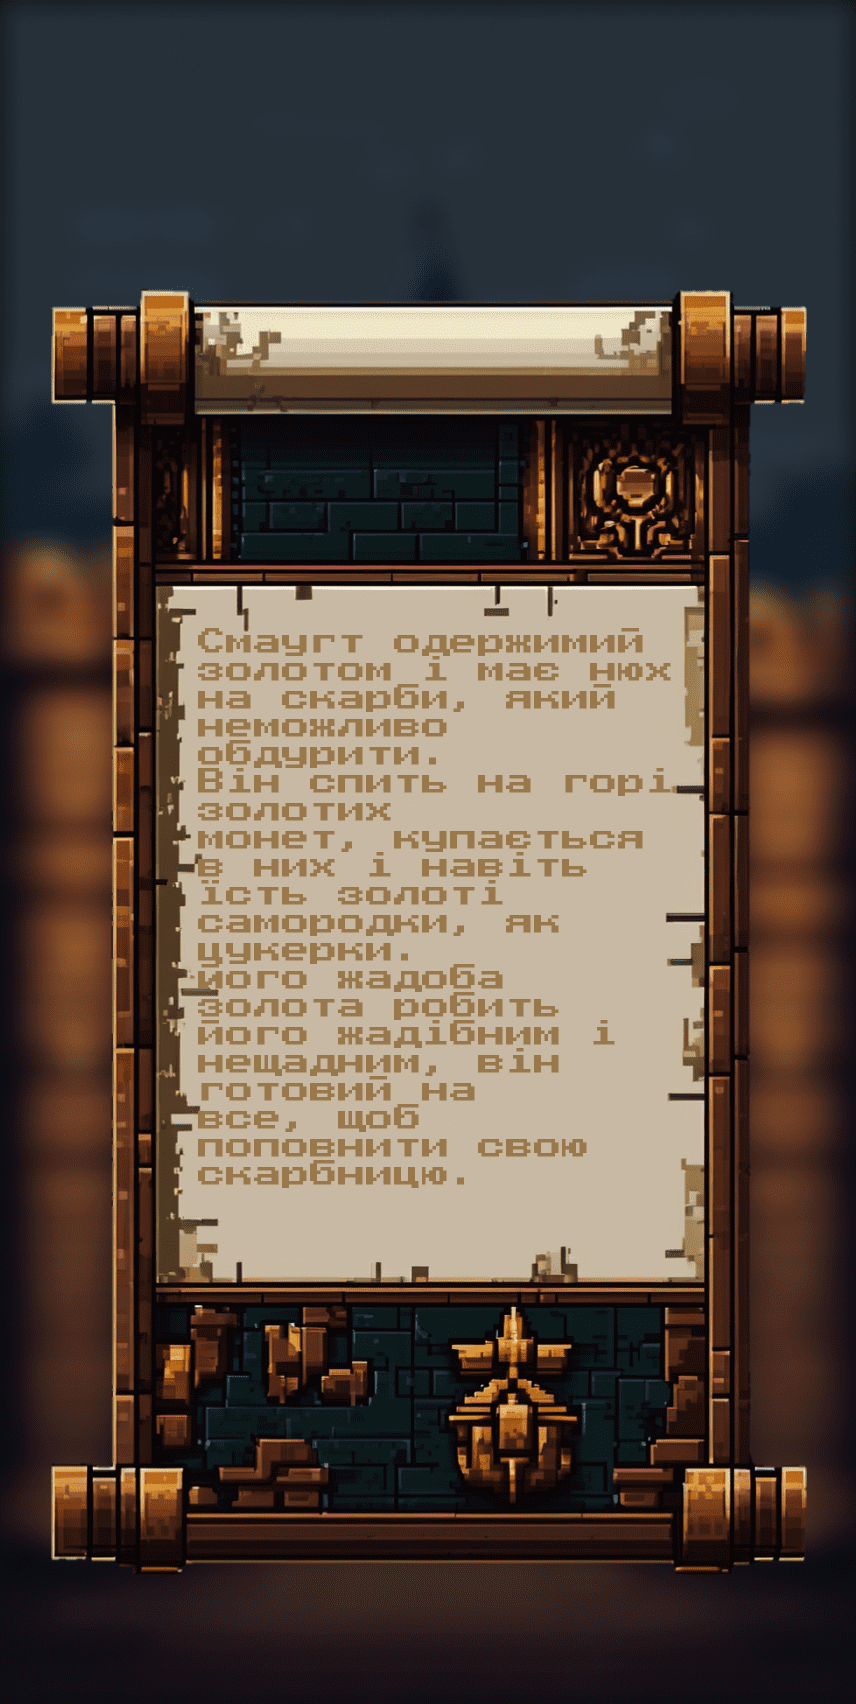 Смаугт одержимий
золотом і має нюх
на скарби, який
неможливо
обдурити.
Він спить на горі
золотих
монет, купається
в них і навіть
їсть золоті
самородки, як
цукерки.
його жадоба
золота робить
його жадібним і
нещадним, він
готовий на
все, щоб
поповнити свою
скарбницю.